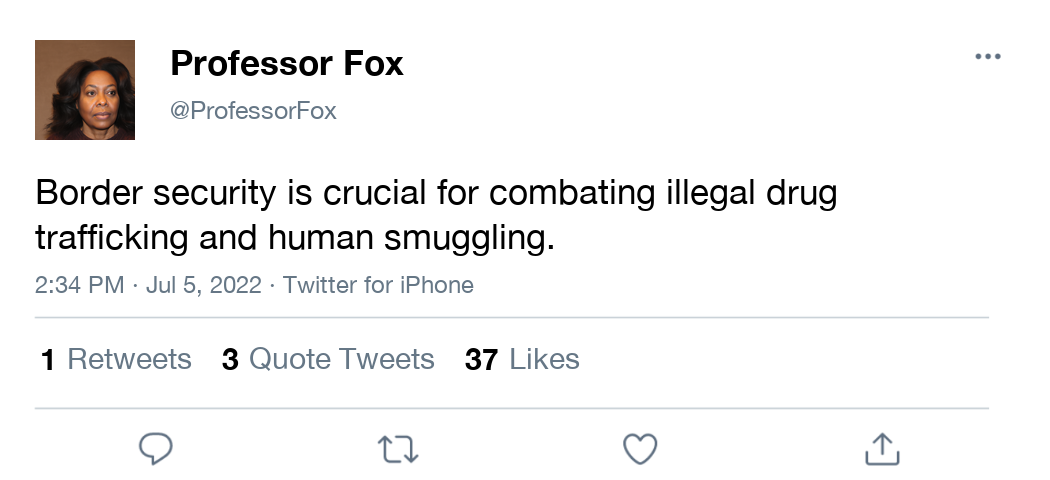 Professor Fox
@ProfessorFox
Border security is crucial for combating illegal drug
trafficking and human smuggling.
2:34 PM · Jul 5, 2022 · Twitter for iPhone
1 Retweets 3 Quote Tweets 37 Likes